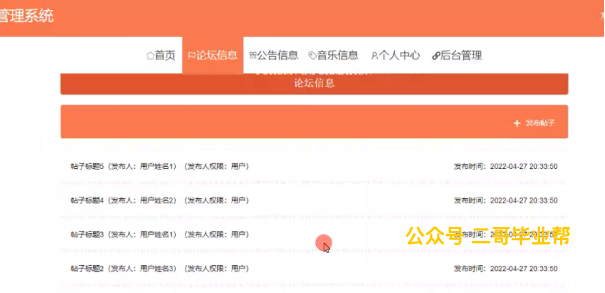 管理系统
首页 论坛信息 公告信息 音乐信息 个人中心 后台管理
论坛信息
+ 发布帖子
帖子标题5（发布人：用户姓名1）（发布人权限：用户） 发布时间：2022-04-27 20:33:50
帖子标题4（发布人：用户姓名2）（发布人权限：用户） 发布时间：2022-04-27 20:33:50
帖子标题3（发布人：用户姓名1）（发布人权限：用户） 发布时间：2022-04-27 20:33:50
公众号 二哥毕业帮
帖子标题2（发布人：用户姓名3）（发布人权限：用户） 发布时间：2022-04-27 20:33:50